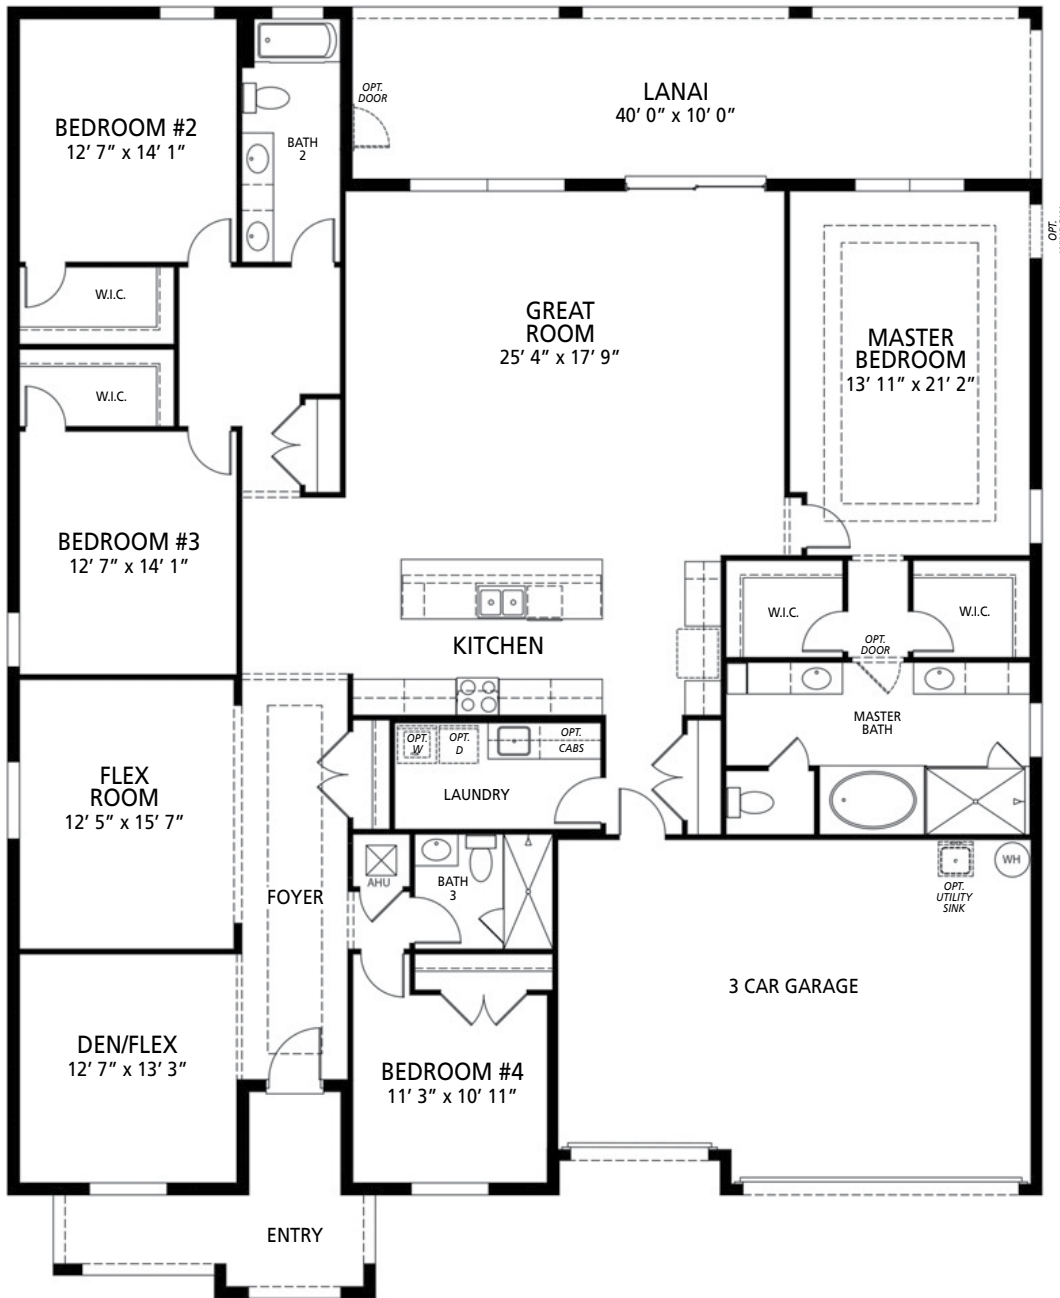 LANAI
40' 0" x 10' 0"
OPT.
DOOR
BEDROOM #2
12' 7" x 14' 1"
BATH
2
OPT.
W.I.C.
W.I.C.
GREAT
ROOM
25' 4" x 17' 9"
MASTER
BEDROOM
13' 11" x 21' 2"
BEDROOM #3
12' 7" x 14' 1"
KITCHEN
W.I.C.
W.I.C.
OPT.
DOOR
MASTER
BATH
FLEX
ROOM
12' 5" x 15' 7"
OPT.
W
OPT.
D
OPT.
CABS
LAUNDRY
FOYER
AHU
BATH
3
OPT.
UTILITY
SINK
WH
3 CAR GARAGE
DEN/FLEX
12' 7" x 13' 3"
BEDROOM #4
11' 3" x 10' 11"
ENTRY